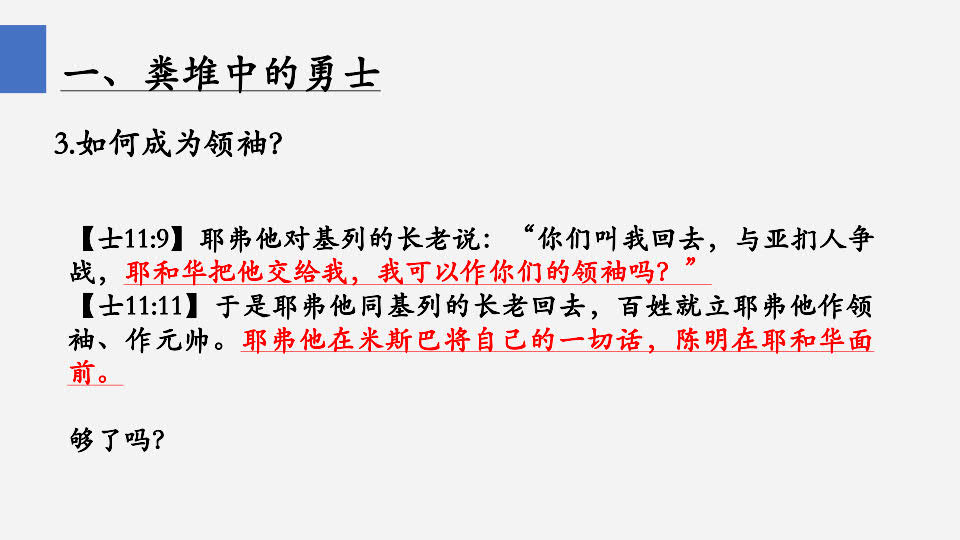 一、粪堆中的勇士
3.如何成为领袖？
【士11:9】耶弗他对基列的长老说：“你们叫我回去，与亚扪人争
战，耶和华把他交给我，我可以作你们的领袖吗？”
【士11:11】于是耶弗他同基列的长老回去，百姓就立耶弗他作领
袖、作元帅。耶弗他在米斯巴将自己的一切话，陈明在耶和华面
前。
够了吗？